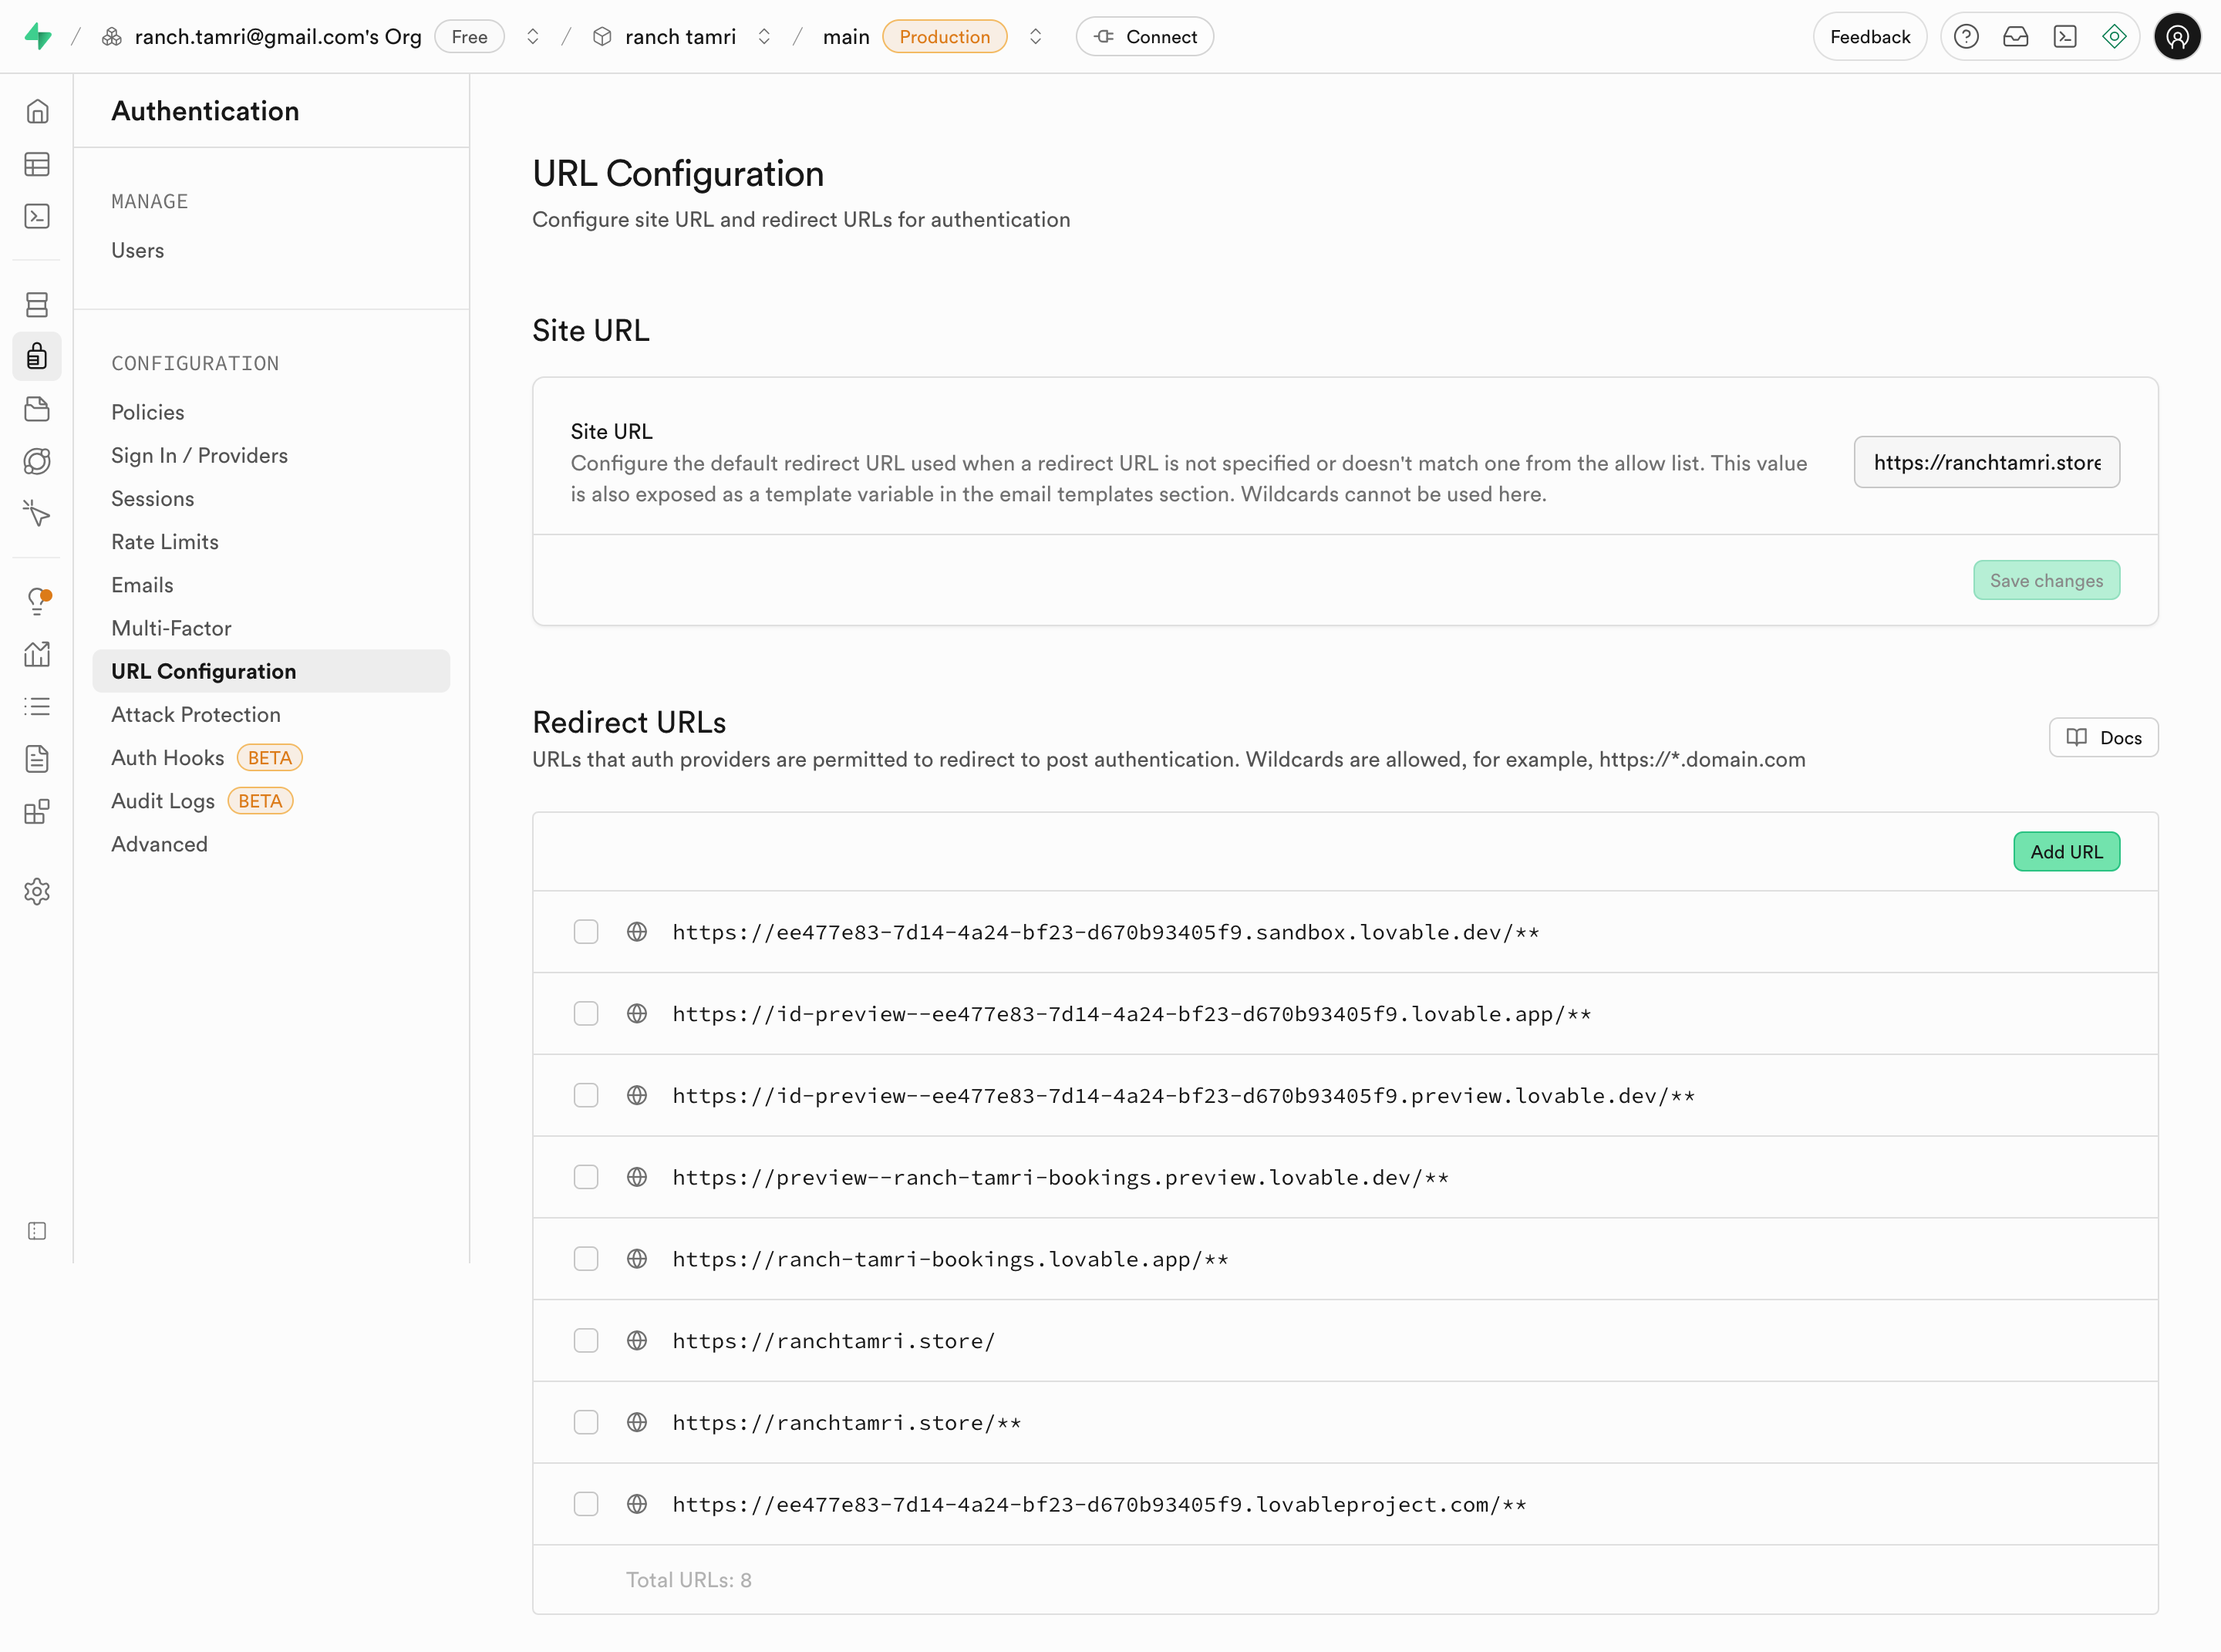 ranch.tamri@gmail.com's Org Free ranch tamri main Production Connect Feedback
Authentication
MANAGE
Users
CONFIGURATION
Policies
Sign In / Providers
Sessions
Rate Limits
Emails
Multi-Factor
URL Configuration
Attack Protection
Auth Hooks BETA
Audit Logs BETA
Advanced
URL Configuration
Configure site URL and redirect URLs for authentication
Site URL
Site URL
Configure the default redirect URL used when a redirect URL is not specified or doesn't match one from the allow list. This value
is also exposed as a template variable in the email templates section. Wildcards cannot be used here.
https://ranchtamri.store
Save changes
Redirect URLs
URLs that auth providers are permitted to redirect to post authentication. Wildcards are allowed, for example, https://*.domain.com
Docs
Add URL
https://ee477e83-7d14-4a24-bf23-d670b93405f9.sandbox.lovable.dev/**
https://id-preview--ee477e83-7d14-4a24-bf23-d670b93405f9.lovable.app/**
https://id-preview--ee477e83-7d14-4a24-bf23-d670b93405f9.preview.lovable.dev/**
https://preview--ranch-tamri-bookings.preview.lovable.dev/**
https://ranch-tamri-bookings.lovable.app/**
https://ranchtamri.store/
https://ranchtamri.store/**
https://ee477e83-7d14-4a24-bf23-d670b93405f9.lovableproject.com/**
Total URLs: 8